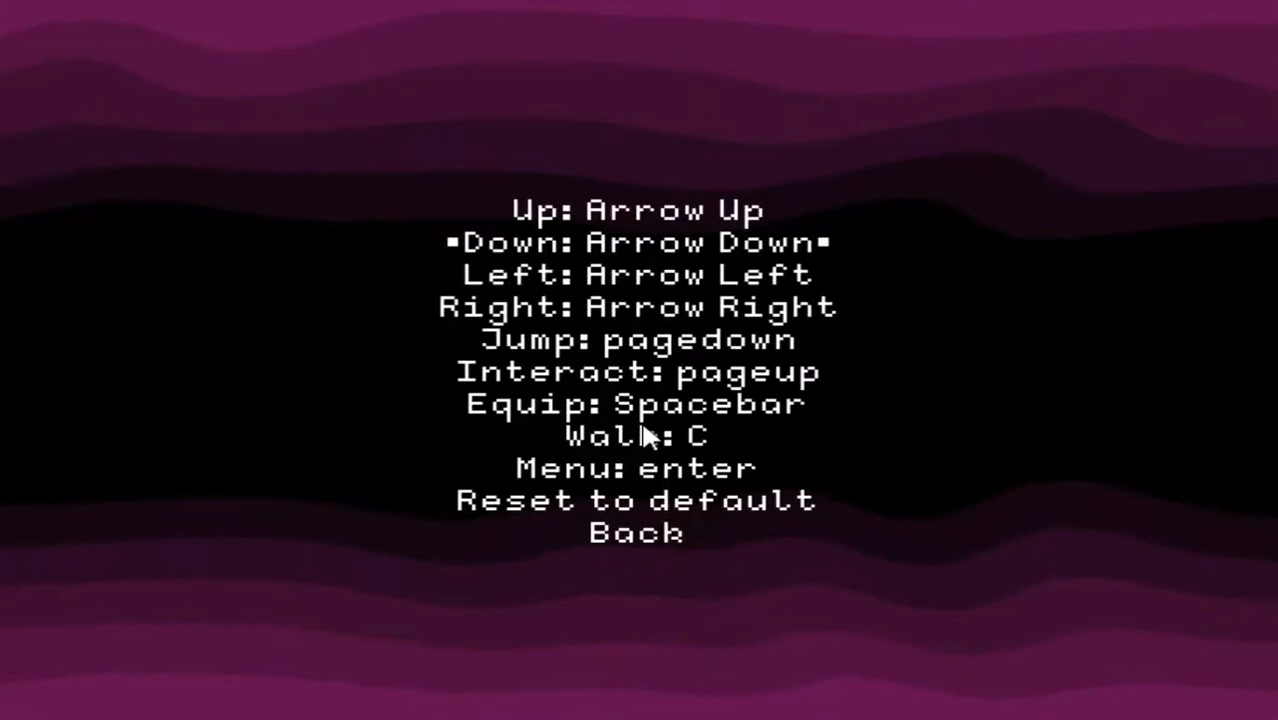 Up: Arrow Up
▪Down: Arrow Down▪
Left: Arrow Left
Right: Arrow Right
Jump: pagedown
Interact: pageup
Equip: Spacebar
Walk: C
Menu: enter
Reset to default
Back